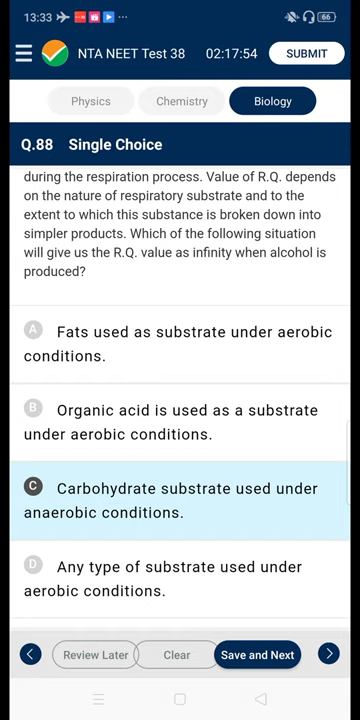 13:33 66
NTA NEET Test 38 02:17:54 SUBMIT
Physics Chemistry Biology
Q.88 Single Choice
during the respiration process. Value of R.Q. depends
on the nature of respiratory substrate and to the
extent to which this substance is broken down into
simpler products. Which of the following situation
will give us the R.Q. value as infinity when alcohol is
produced?
A Fats used as substrate under aerobic
conditions.
B Organic acid is used as a substrate
under aerobic conditions.
C Carbohydrate substrate used under
anaerobic conditions.
D Any type of substrate used under
aerobic conditions.
Review Later Clear Save and Next